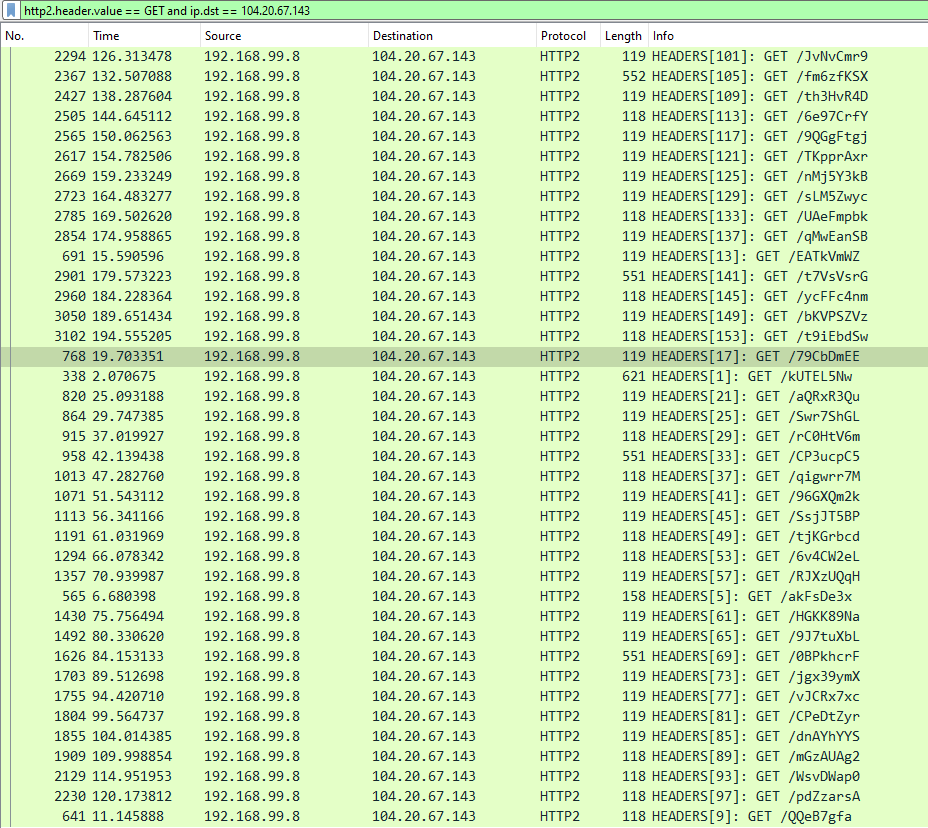 http2.header.value == GET and ip.dst == 104.20.67.143
No. Time Source Destination Protocol Length Info
2294 126.313478 192.168.99.8 104.20.67.143 HTTP2 119 HEADERS[101]: GET /JvNvCmr9
2367 132.507088 192.168.99.8 104.20.67.143 HTTP2 552 HEADERS[105]: GET /fm6zfKSX
2427 138.287604 192.168.99.8 104.20.67.143 HTTP2 119 HEADERS[109]: GET /th3HvR4D
2505 144.645112 192.168.99.8 104.20.67.143 HTTP2 118 HEADERS[113]: GET /6e97CrfY
2565 150.062563 192.168.99.8 104.20.67.143 HTTP2 119 HEADERS[117]: GET /9QGgFtgj
2617 154.782506 192.168.99.8 104.20.67.143 HTTP2 119 HEADERS[121]: GET /TKpprAxr
2669 159.233249 192.168.99.8 104.20.67.143 HTTP2 119 HEADERS[125]: GET /nMj5Y3kB
2723 164.483277 192.168.99.8 104.20.67.143 HTTP2 119 HEADERS[129]: GET /sLM5Zwyc
2785 169.502620 192.168.99.8 104.20.67.143 HTTP2 118 HEADERS[133]: GET /UAeFmpbk
2854 174.958865 192.168.99.8 104.20.67.143 HTTP2 119 HEADERS[137]: GET /qMwEanSB
691 15.590596 192.168.99.8 104.20.67.143 HTTP2 119 HEADERS[13]: GET /EATkVmWZ
2901 179.573223 192.168.99.8 104.20.67.143 HTTP2 551 HEADERS[141]: GET /t7VsVsrG
2960 184.228364 192.168.99.8 104.20.67.143 HTTP2 118 HEADERS[145]: GET /ycFFc4nm
3050 189.651434 192.168.99.8 104.20.67.143 HTTP2 119 HEADERS[149]: GET /bKVPSZVz
3102 194.555205 192.168.99.8 104.20.67.143 HTTP2 118 HEADERS[153]: GET /t9iEbdSw
768 19.703351 192.168.99.8 104.20.67.143 HTTP2 119 HEADERS[17]: GET /79CbDmEE
338 2.070675 192.168.99.8 104.20.67.143 HTTP2 621 HEADERS[1]: GET /kUTEL5Nw
820 25.093188 192.168.99.8 104.20.67.143 HTTP2 119 HEADERS[21]: GET /aQRxR3Qu
864 29.747385 192.168.99.8 104.20.67.143 HTTP2 119 HEADERS[25]: GET /Swr7ShGL
915 37.019927 192.168.99.8 104.20.67.143 HTTP2 118 HEADERS[29]: GET /rC0HtV6m
958 42.139438 192.168.99.8 104.20.67.143 HTTP2 551 HEADERS[33]: GET /CP3ucpC5
1013 47.282760 192.168.99.8 104.20.67.143 HTTP2 118 HEADERS[37]: GET /qigwrr7M
1071 51.543112 192.168.99.8 104.20.67.143 HTTP2 119 HEADERS[41]: GET /96GXQm2k
1113 56.341166 192.168.99.8 104.20.67.143 HTTP2 119 HEADERS[45]: GET /SsjJT5BP
1191 61.031969 192.168.99.8 104.20.67.143 HTTP2 118 HEADERS[49]: GET /tjKGrbcd
1294 66.078342 192.168.99.8 104.20.67.143 HTTP2 118 HEADERS[53]: GET /6v4CW2eL
1357 70.939987 192.168.99.8 104.20.67.143 HTTP2 119 HEADERS[57]: GET /RJXzUQqH
565 6.680398 192.168.99.8 104.20.67.143 HTTP2 158 HEADERS[5]: GET /akFsDe3x
1430 75.756494 192.168.99.8 104.20.67.143 HTTP2 119 HEADERS[61]: GET /HGKK89Na
1492 80.330620 192.168.99.8 104.20.67.143 HTTP2 119 HEADERS[65]: GET /9J7tuXbL
1626 84.153133 192.168.99.8 104.20.67.143 HTTP2 551 HEADERS[69]: GET /0BPkhcrF
1703 89.512698 192.168.99.8 104.20.67.143 HTTP2 119 HEADERS[73]: GET /jgx39ymX
1755 94.420710 192.168.99.8 104.20.67.143 HTTP2 119 HEADERS[77]: GET /vJCRx7xc
1804 99.564737 192.168.99.8 104.20.67.143 HTTP2 119 HEADERS[81]: GET /CPeDtZyr
1855 104.014385 192.168.99.8 104.20.67.143 HTTP2 119 HEADERS[85]: GET /dnAYhYYS
1909 109.998854 192.168.99.8 104.20.67.143 HTTP2 118 HEADERS[89]: GET /mGzAUAg2
2129 114.951953 192.168.99.8 104.20.67.143 HTTP2 118 HEADERS[93]: GET /WsvDWap0
2230 120.173812 192.168.99.8 104.20.67.143 HTTP2 118 HEADERS[97]: GET /pdZzarsA
641 11.145888 192.168.99.8 104.20.67.143 HTTP2 118 HEADERS[9]: GET /QQeB7gfa